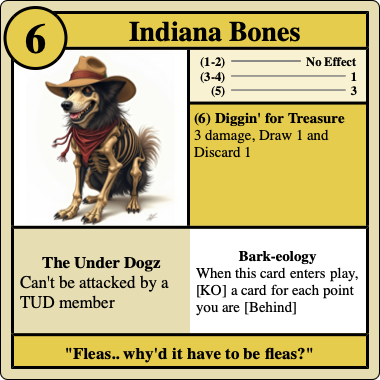 6
Indiana Bones
(1-2) No Effect
(3-4) 1
(5) 3
(6) Diggin' for Treasure
3 damage, Draw 1 and
Discard 1
The Under Dogz
Can't be attacked by a
TUD member
Bark-eology
When this card enters play,
[KO] a card for each point
you are [Behind]
"Fleas.. why'd it have to be fleas?"